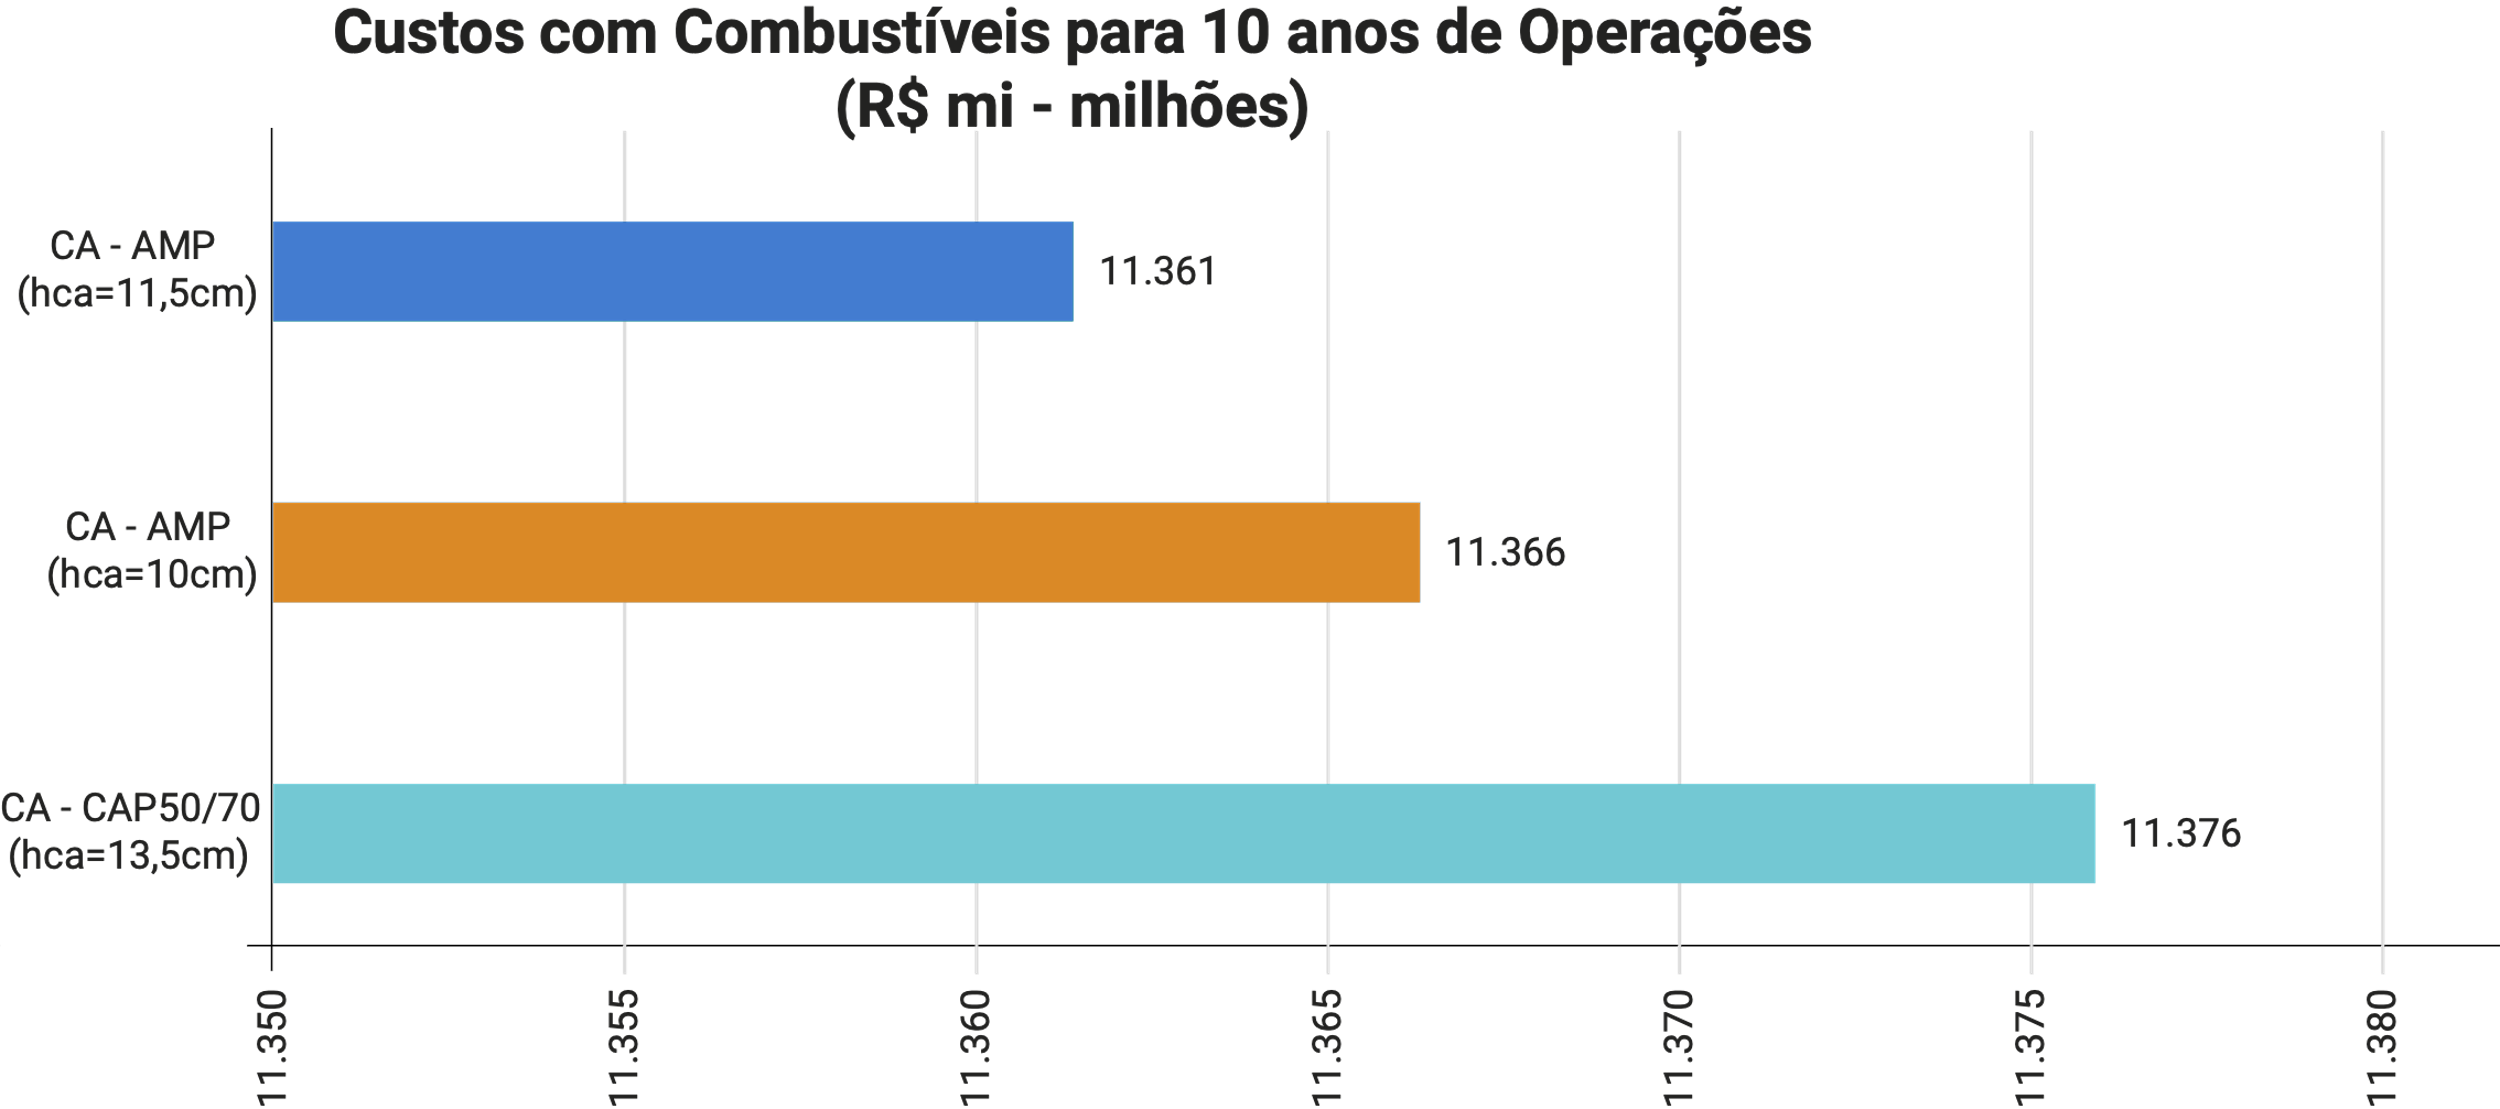 Custos com Combustíveis para 10 anos de Operações
(R$ mi - milhões)
CA - AMP
(hca=11,5cm)
11.361
CA - AMP
(hca=10cm)
11.366
CA - CAP50/70
(hca=13,5cm)
11.376
11.350
11.355
11.360
11.365
11.370
11.375
11.380